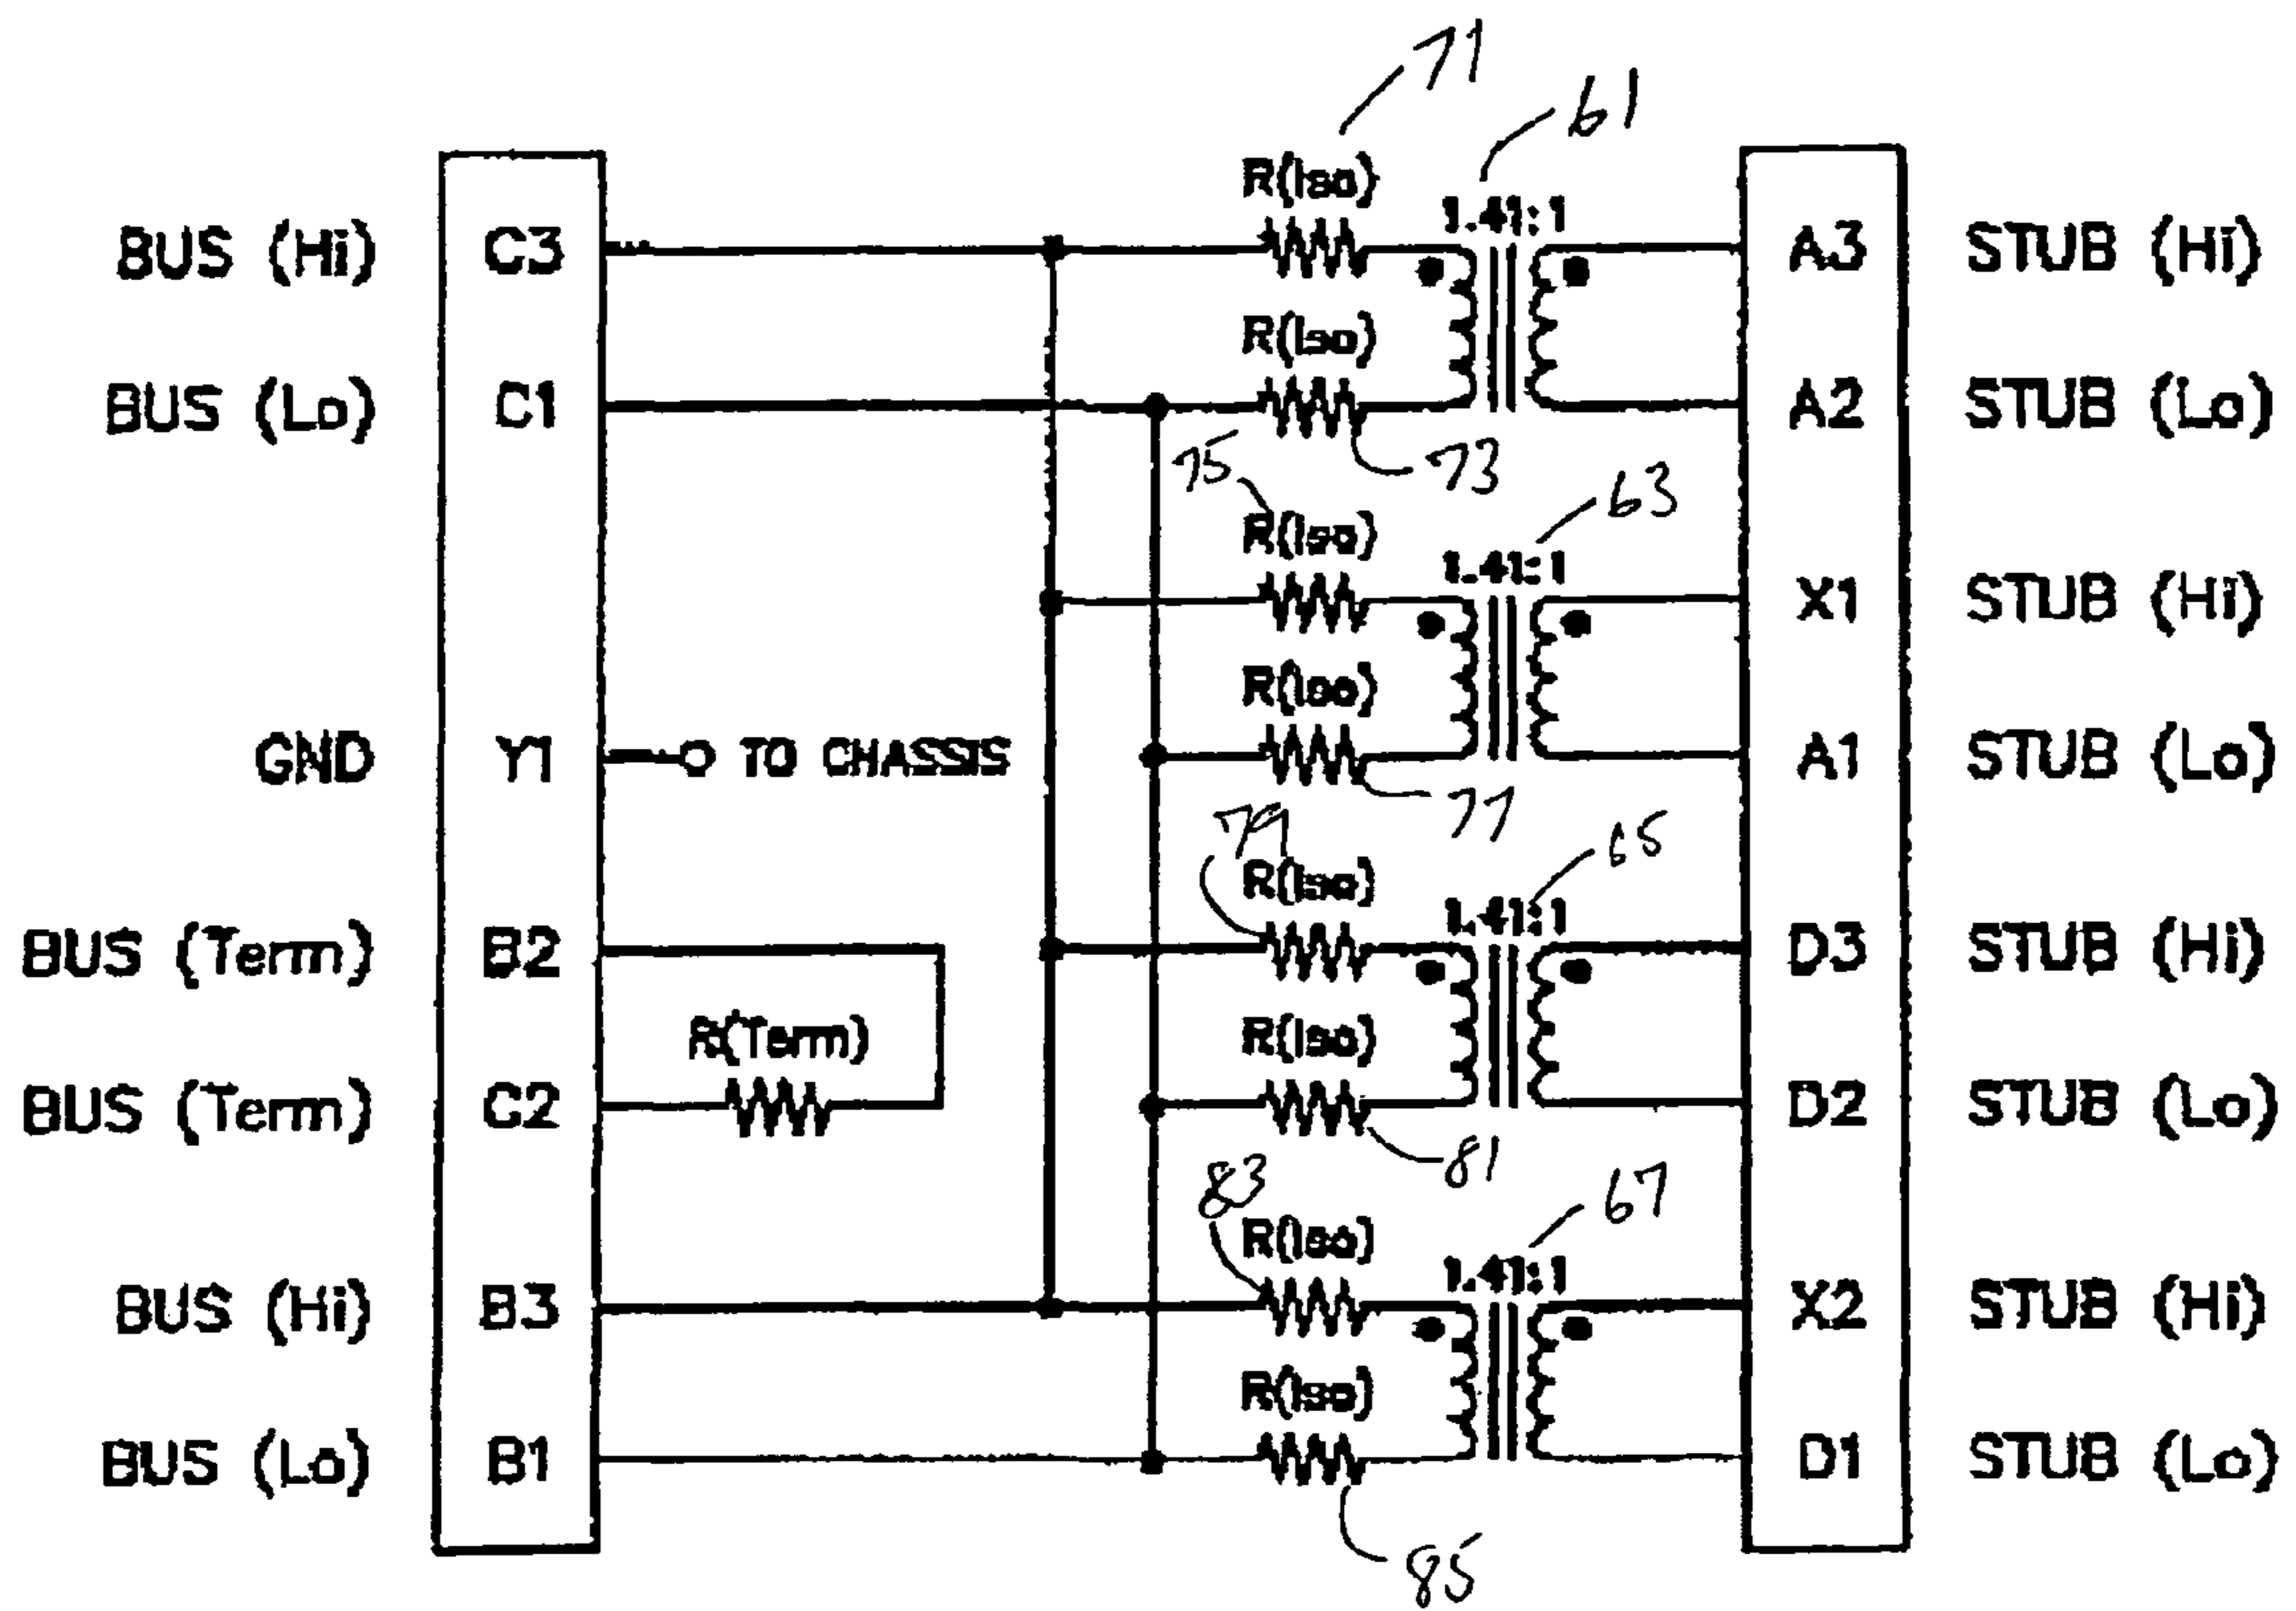 71
61
R(Iso)
1.41:1
BUS (Hi) C3 A3 STUB (Hi)
R(Iso)
BUS (Lo) C1 A2 STUB (Lo)
75 73
63
R(Iso)
1.41:1
X1 STUB (Hi)
R(Iso)
GND Y1 TO CHASSIS A1 STUB (Lo)
77
79 65
R(Iso)
1.41:1
BUS (Term) B2 D3 STUB (Hi)
R(Term) R(Iso)
BUS (Term) C2 D2 STUB (Lo)
81
83 67
R(Iso)
1.41:1
BUS (Hi) B3 X2 STUB (Hi)
R(Iso)
BUS (Lo) B1 D1 STUB (Lo)
85